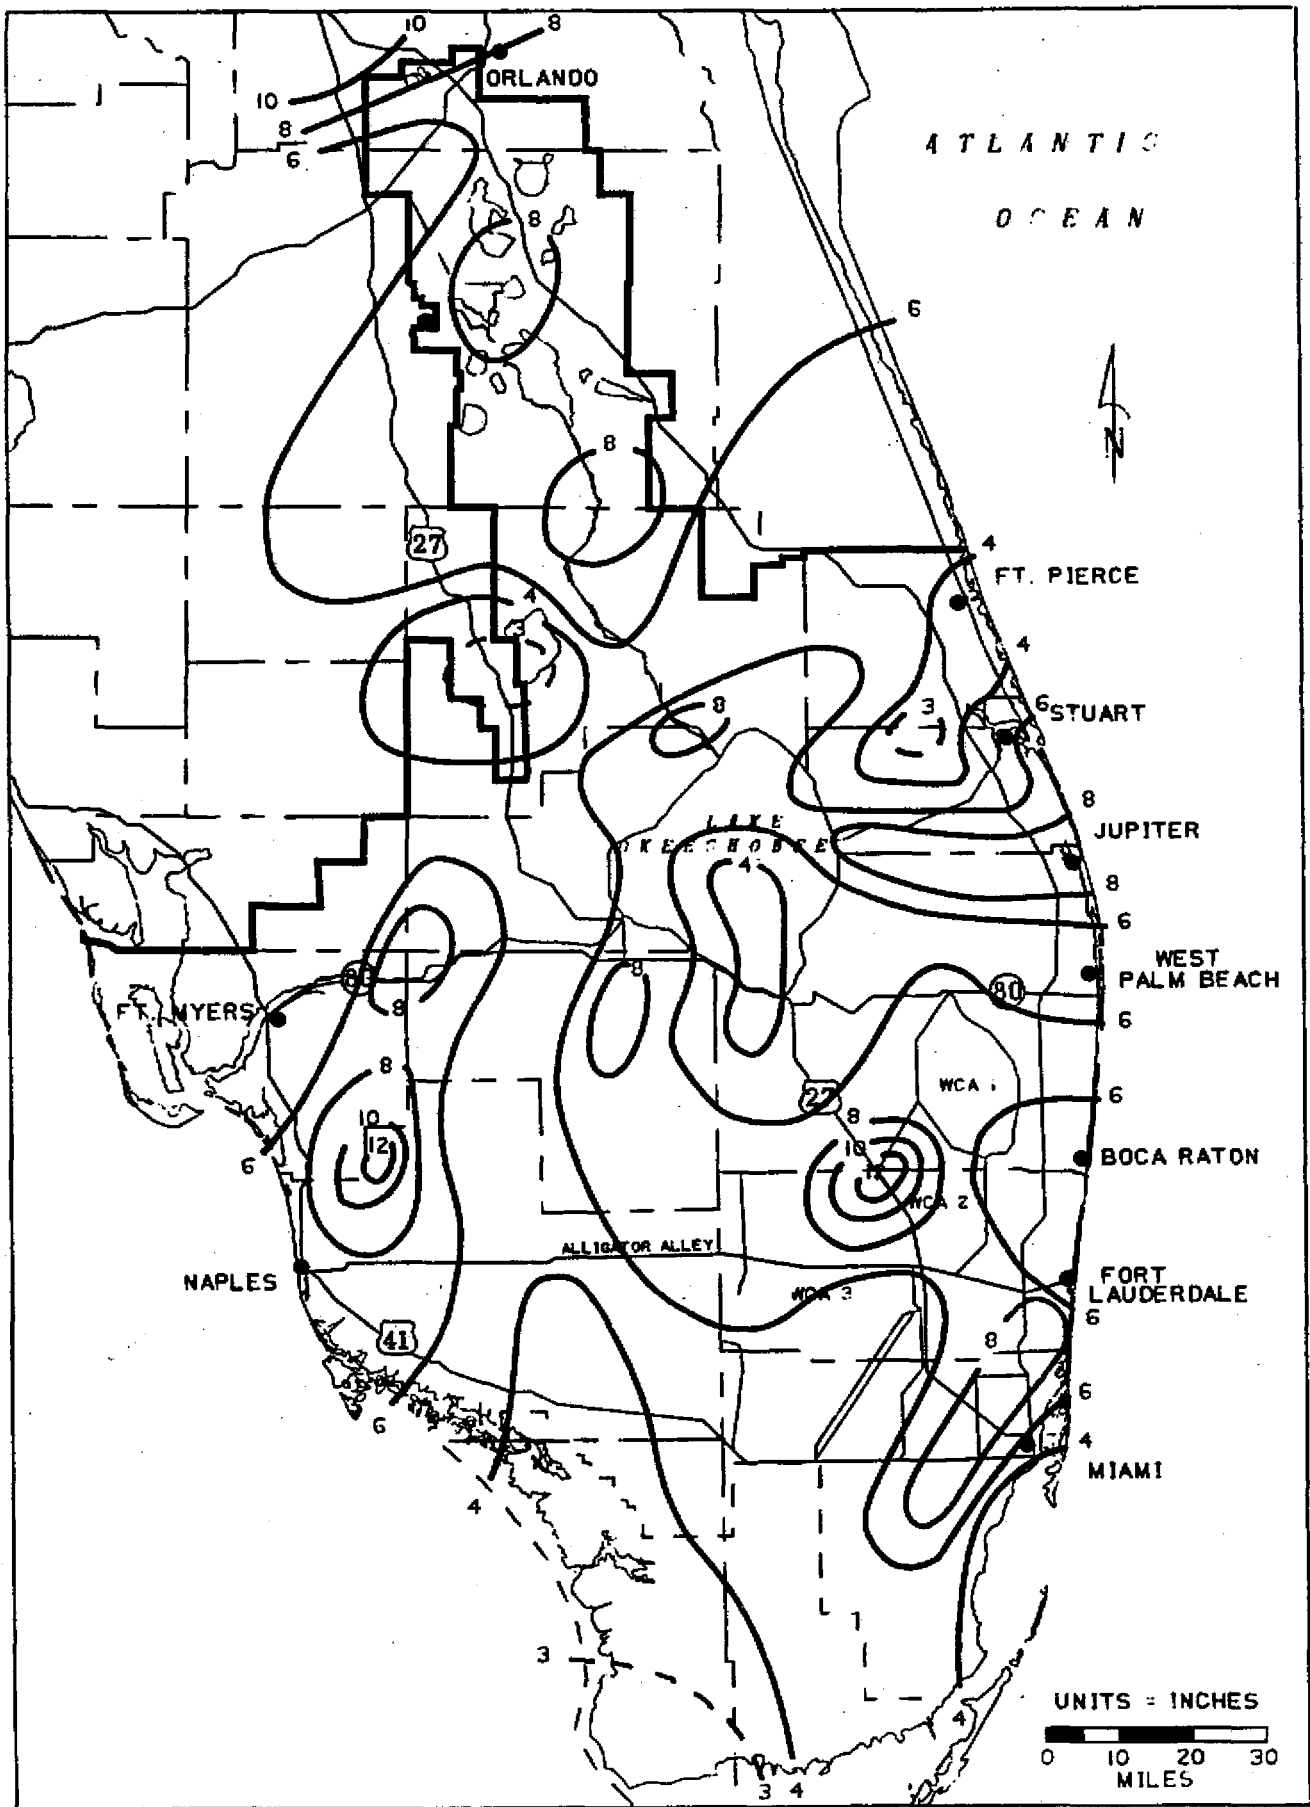 10
8
ORLANDO
10
8
6
ATLANTIC
OCEAN
8
6
N
8
27
4
4
FT. PIERCE
4
3
6
STUART
8
8
JUPITER
LAKE
OKEECHOBEE
4
8
6
WEST
PALM BEACH
80
80
8
8
FT. MYERS
6
8
27
WCA 1
6
8
10
12
10
12
BOCA RATON
6
WCA 2
ALLIGATOR ALLEY
NAPLES
WCA 3
FORT
LAUDERDALE
6
8
41
6
6
4
MIAMI
4
3
UNITS = INCHES
4
0 10 20 30
MILES
3 4